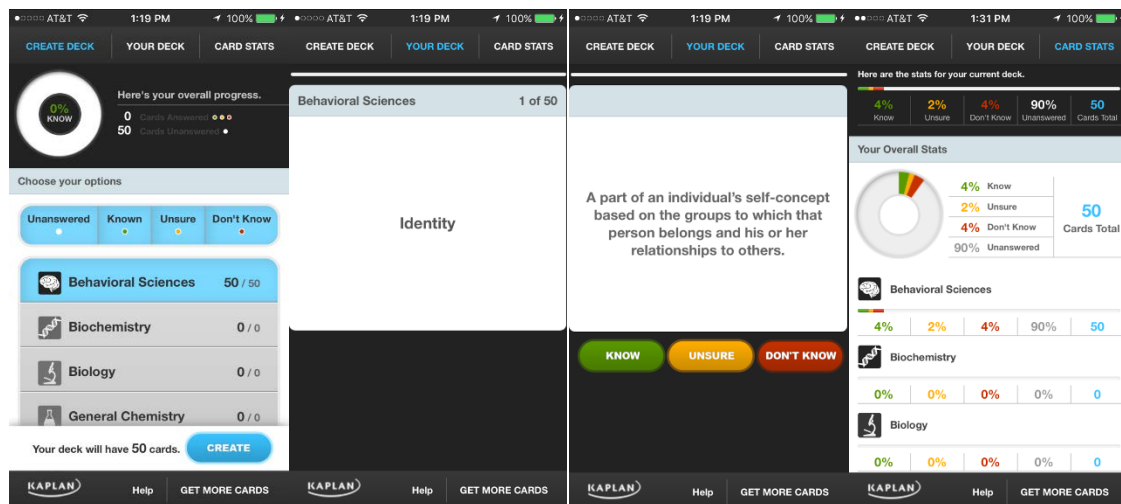 AT&T 1:19 PM 100%
CREATE DECK YOUR DECK CARD STATS
0%
KNOW
Here's your overall progress.
0 Cards Answered
50 Cards Unanswered
Choose your options
Unanswered Known Unsure Don't Know
Behavioral Sciences 50 / 50
Biochemistry 0 / 0
Biology 0 / 0
General Chemistry 0 / 0
Your deck will have 50 cards. CREATE
KAPLAN Help GET MORE CARDS
AT&T 1:19 PM 100%
CREATE DECK YOUR DECK CARD STATS
Behavioral Sciences 1 of 50
Identity
KAPLAN Help GET MORE CARDS
AT&T 1:19 PM 100%
CREATE DECK YOUR DECK CARD STATS
A part of an individual's self-concept
based on the groups to which that
person belongs and his or her
relationships to others.
KNOW UNSURE DON'T KNOW
KAPLAN Help GET MORE CARDS
AT&T 1:31 PM 100%
CREATE DECK YOUR DECK CARD STATS
Here are the stats for your current deck.
4% 2% 4% 90% 50
Know Unsure Don't Know Unanswered Cards Total
Your Overall Stats
4% Know
2% Unsure
4% Don't Know
90% Unanswered
50
Cards Total
Behavioral Sciences
4% 2% 4% 90% 50
Biochemistry
0% 0% 0% 0% 0
Biology
0% 0% 0% 0% 0
KAPLAN Help GET MORE CARDS